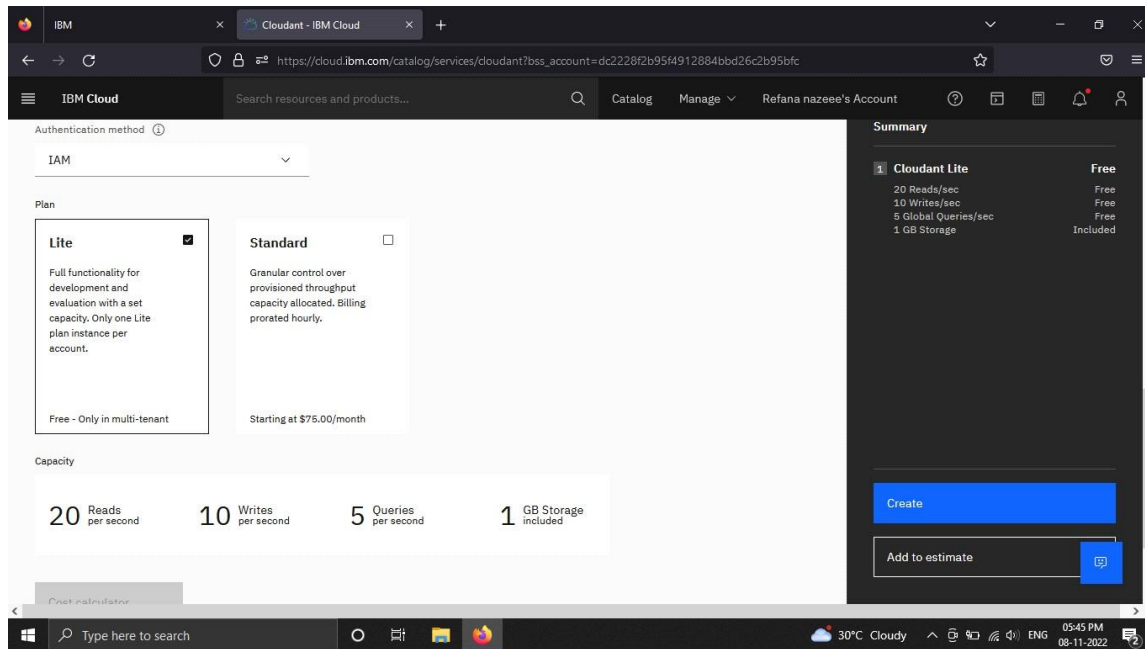 IBM
Cloudant - IBM Cloud
https://cloud.ibm.com/catalog/services/cloudant?bss_account=dc2228f2b95f4912884bbd26c2b95bfc
IBM Cloud
Search resources and products...
Catalog
Manage
Refana nazeee's Account
Authentication method
IAM
Plan
Lite
Full functionality for
development and
evaluation with a set
capacity. Only one Lite
plan instance per
account.
Free - Only in multi-tenant
Standard
Granular control over
provisioned throughput
capacity allocated. Billing
prorated hourly.
Starting at $75.00/month
Capacity
20 Reads
per second
10 Writes
per second
5 Queries
per second
1 GB Storage
included
Cost calculator
Summary
1 Cloudant Lite Free
20 Reads/sec Free
10 Writes/sec Free
5 Global Queries/sec Free
1 GB Storage Included
Create
Add to estimate
Type here to search
30°C Cloudy
ENG
05:45 PM
08-11-2022
2